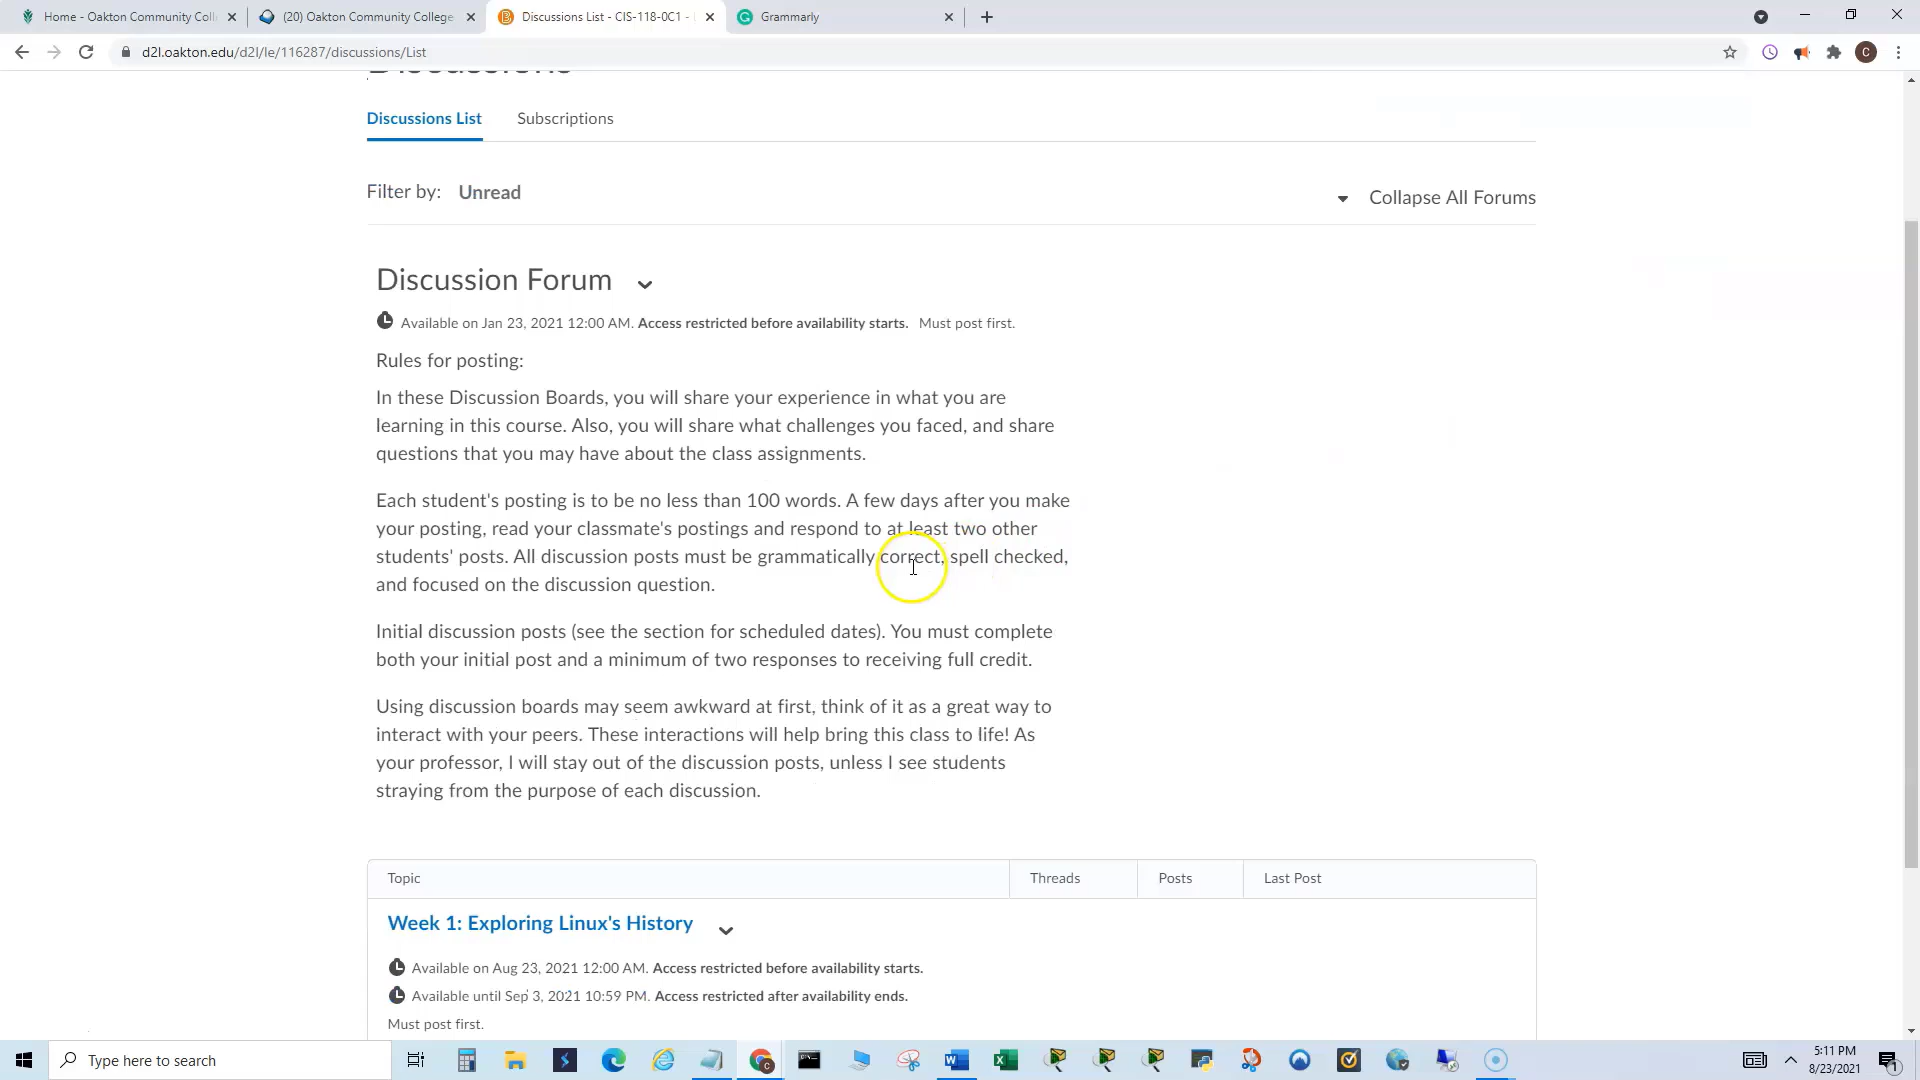 Home - Oakton Community Coll
(20) Oakton Community College
Discussions List - CIS-118-0C1 -
Grammarly
d2l.oakton.edu/d2l/le/116287/discussions/List
C
Discussions
Discussions List
Subscriptions
Filter by: Unread
Collapse All Forums
Discussion Forum
Available on Jan 23, 2021 12:00 AM. Access restricted before availability starts. Must post first.
Rules for posting:
In these Discussion Boards, you will share your experience in what you are
learning in this course. Also, you will share what challenges you faced, and share
questions that you may have about the class assignments.
Each student's posting is to be no less than 100 words. A few days after you make
your posting, read your classmate's postings and respond to at least two other
students' posts. All discussion posts must be grammatically correct, spell checked,
and focused on the discussion question.
Initial discussion posts (see the section for scheduled dates). You must complete
both your initial post and a minimum of two responses to receiving full credit.
Using discussion boards may seem awkward at first, think of it as a great way to
interact with your peers. These interactions will help bring this class to life! As
your professor, I will stay out of the discussion posts, unless I see students
straying from the purpose of each discussion.
Topic
Threads
Posts
Last Post
Week 1: Exploring Linux's History
Available on Aug 23, 2021 12:00 AM. Access restricted before availability starts.
Available until Sep 3, 2021 10:59 PM. Access restricted after availability ends.
Must post first.
Type here to search
5:11 PM
8/23/2021
1